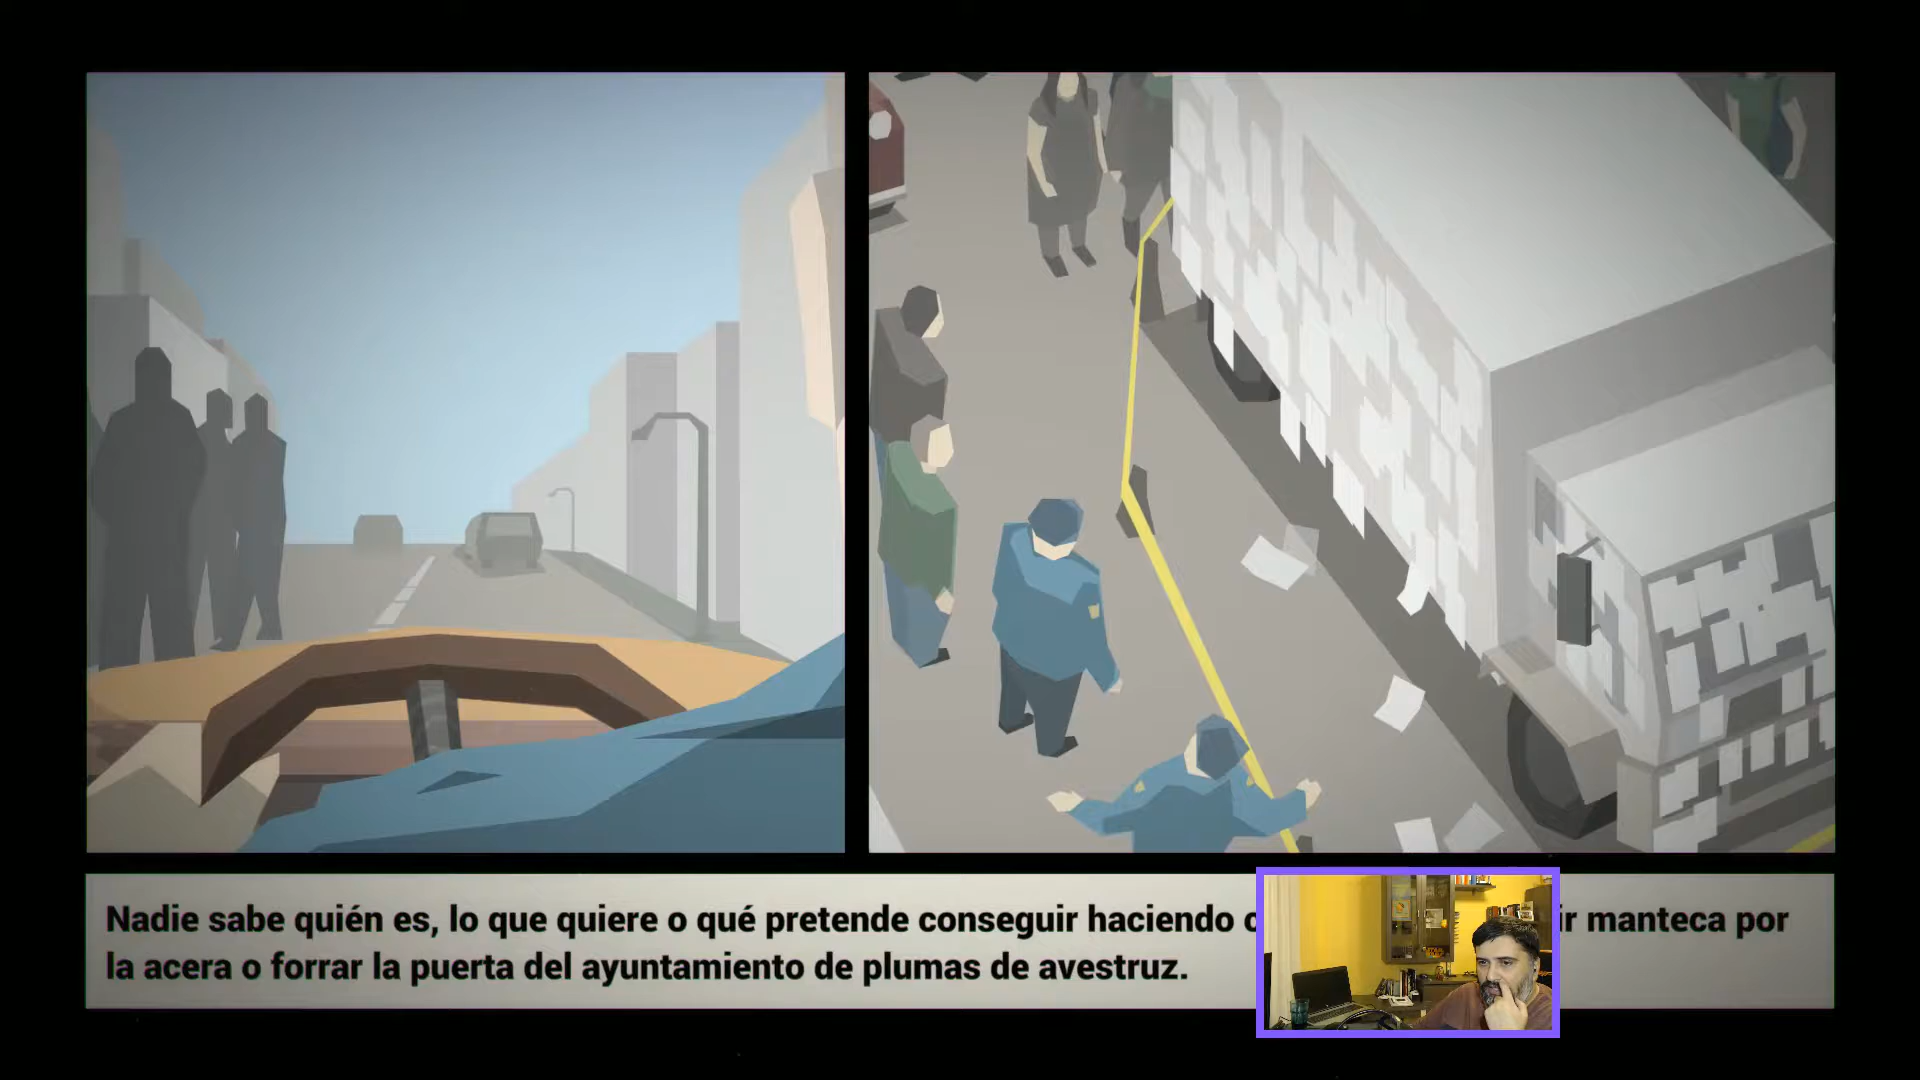 Nadie sabe quién es, lo que quiere o qué pretende conseguir haciendo manteca por
la acera o forrar la puerta del ayuntamiento de plumas de avestruz.